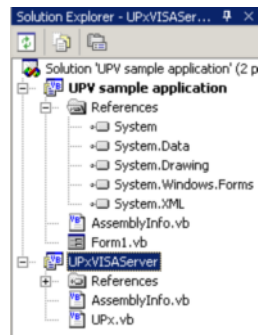 Solution Explorer - UPxVISASer...
Solution 'UPV sample application' (2 p
UPV sample application
References
System
System.Data
System.Drawing
System.Windows.Forms
System.XML
AssemblyInfo.vb
Form1.vb
UPxVISAServer
References
AssemblyInfo.vb
UPx.vb